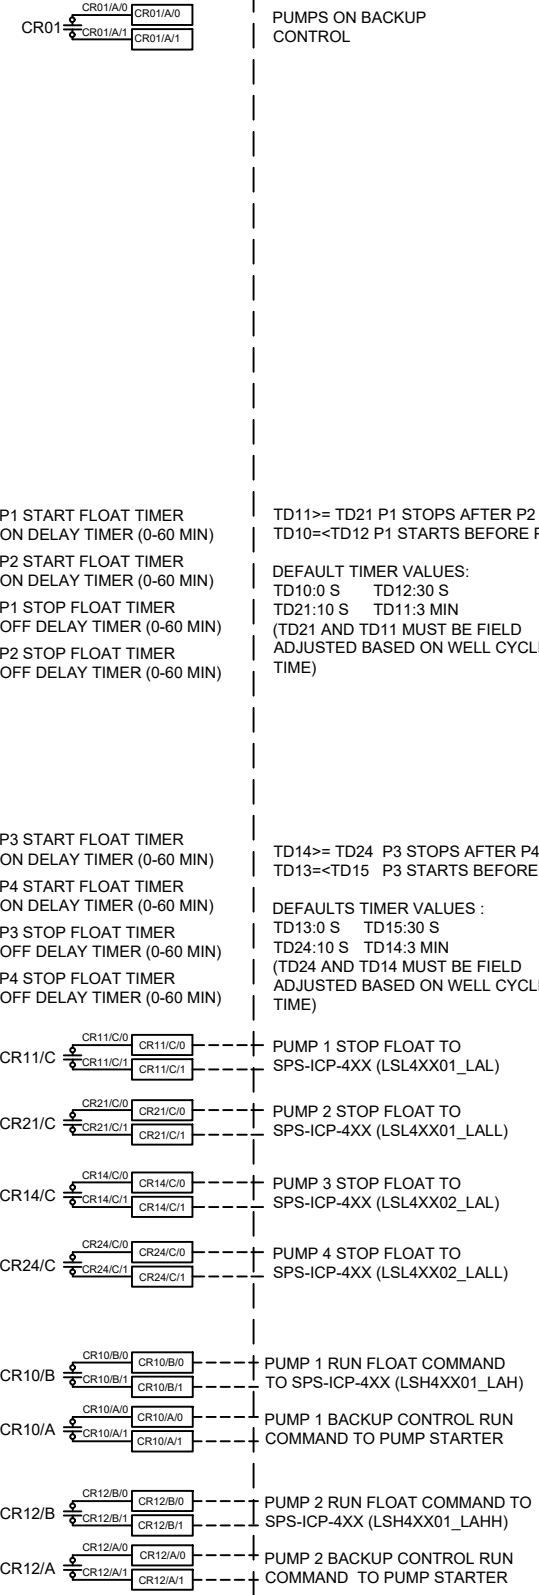 CR01/A/0
CR01/A/0
CR01
CR01/A/1
CR01/A/1
PUMPS ON BACKUP
CONTROL
P1 START FLOAT TIMER
ON DELAY TIMER (0-60 MIN)
P2 START FLOAT TIMER
ON DELAY TIMER (0-60 MIN)
P1 STOP FLOAT TIMER
OFF DELAY TIMER (0-60 MIN)
P2 STOP FLOAT TIMER
OFF DELAY TIMER (0-60 MIN)
TD11>= TD21 P1 STOPS AFTER P2
TD10=<TD12 P1 STARTS BEFORE
DEFAULT TIMER VALUES:
TD10:0 S TD12:30 S
TD21:10 S TD11:3 MIN
(TD21 AND TD11 MUST BE FIELD
ADJUSTED BASED ON WELL CYCLE
TIME)
P3 START FLOAT TIMER
ON DELAY TIMER (0-60 MIN)
P4 START FLOAT TIMER
ON DELAY TIMER (0-60 MIN)
P3 STOP FLOAT TIMER
OFF DELAY TIMER (0-60 MIN)
P4 STOP FLOAT TIMER
OFF DELAY TIMER (0-60 MIN)
TD14>= TD24 P3 STOPS AFTER P4
TD13=<TD15 P3 STARTS BEFORE
DEFAULTS TIMER VALUES :
TD13:0 S TD15:30 S
TD24:10 S TD14:3 MIN
(TD24 AND TD14 MUST BE FIELD
ADJUSTED BASED ON WELL CYCLE
TIME)
CR11/C/0
CR11/C/0
CR11/C
CR11/C/1
CR11/C/1
PUMP 1 STOP FLOAT TO
SPS-ICP-4XX (LSL4XX01_LAL)
CR21/C/0
CR21/C/0
CR21/C
CR21/C/1
CR21/C/1
PUMP 2 STOP FLOAT TO
SPS-ICP-4XX (LSL4XX01_LALL)
CR14/C/0
CR14/C/0
CR14/C
CR14/C/1
CR14/C/1
PUMP 3 STOP FLOAT TO
SPS-ICP-4XX (LSL4XX02_LAL)
CR24/C/0
CR24/C/0
CR24/C
CR24/C/1
CR24/C/1
PUMP 4 STOP FLOAT TO
SPS-ICP-4XX (LSL4XX02_LALL)
CR10/B/0
CR10/B/0
CR10/B
CR10/B/1
CR10/B/1
PUMP 1 RUN FLOAT COMMAND
TO SPS-ICP-4XX (LSH4XX01_LAH)
CR10/A/0
CR10/A/0
CR10/A
CR10/A/1
CR10/A/1
PUMP 1 BACKUP CONTROL RUN
COMMAND TO PUMP STARTER
CR12/B/0
CR12/B/0
CR12/B
CR12/B/1
CR12/B/1
PUMP 2 RUN FLOAT COMMAND TO
SPS-ICP-4XX (LSH4XX01_LAHH)
CR12/A/0
CR12/A/0
CR12/A
CR12/A/1
CR12/A/1
PUMP 2 BACKUP CONTROL RUN
COMMAND TO PUMP STARTER